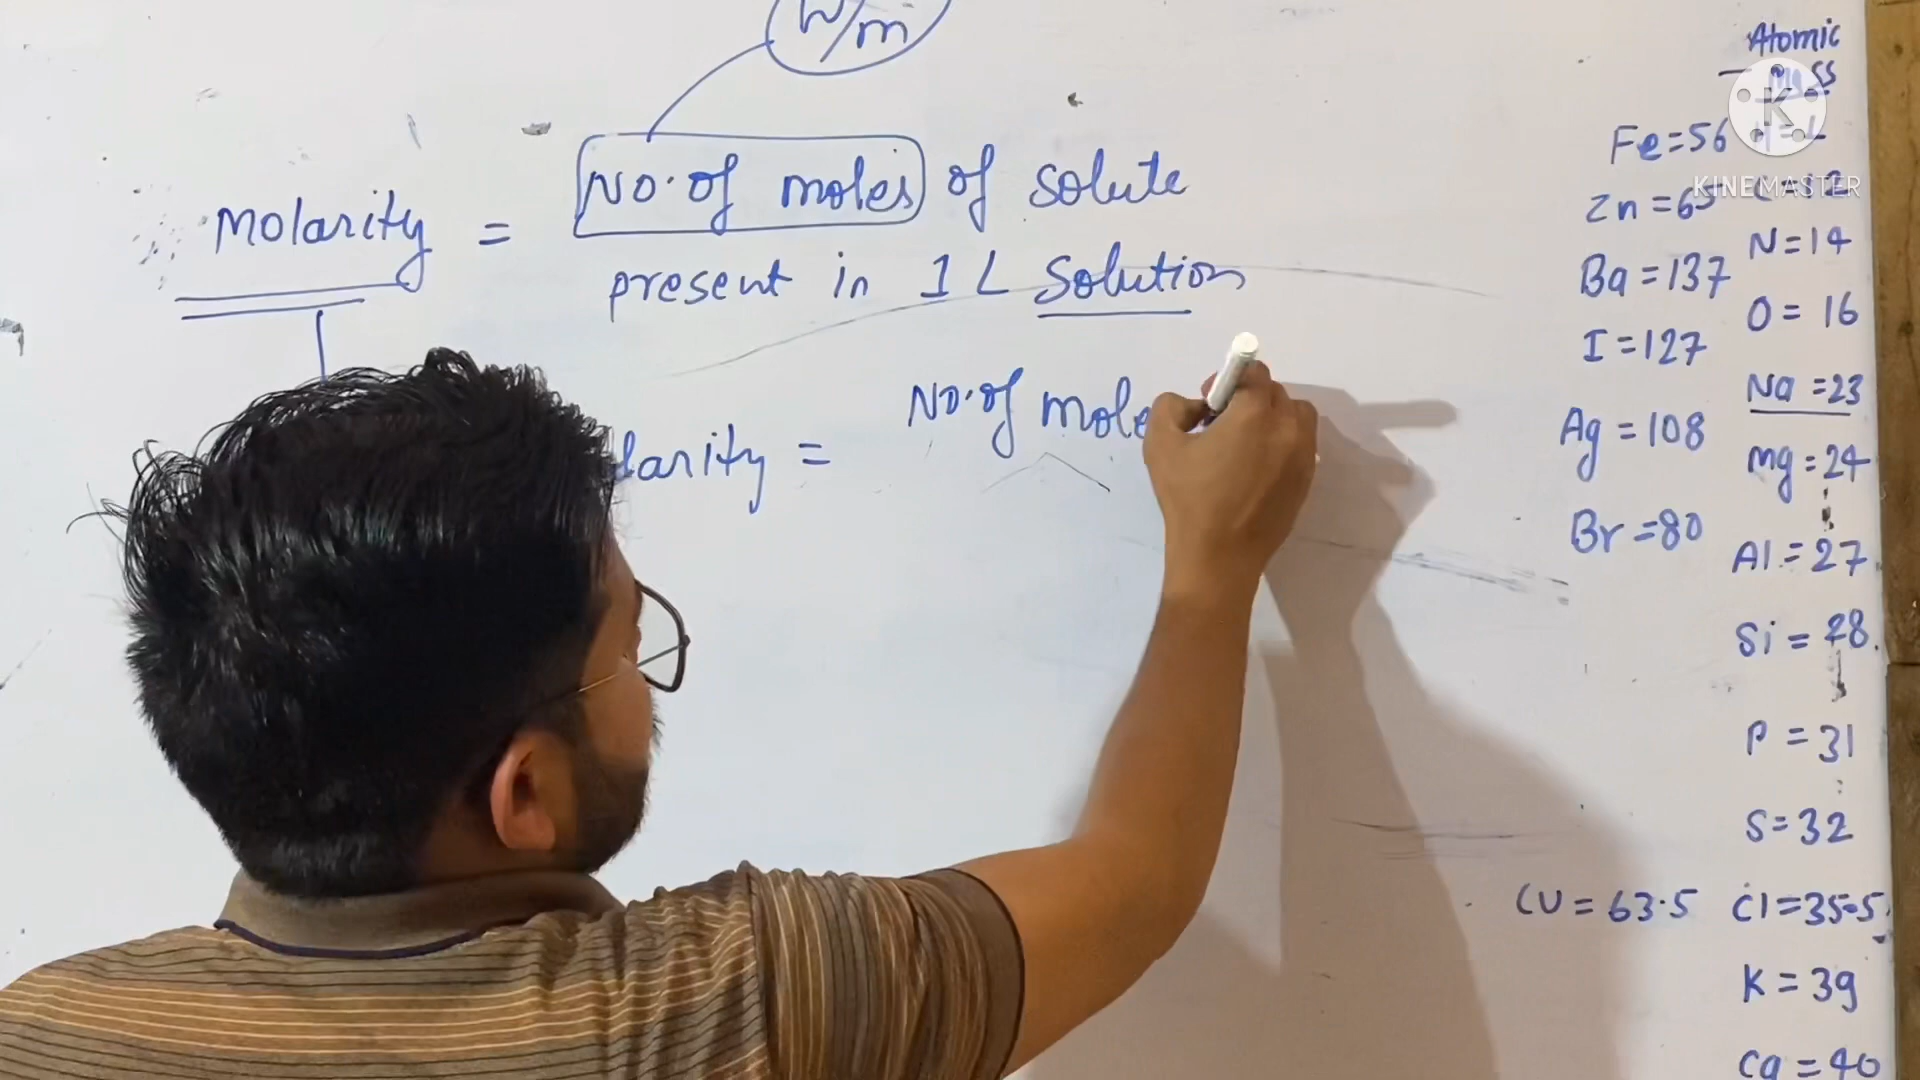 W/m
Molarity = No. of moles of solute
present in 1 L Solution
larity = No. of mole
Atomic
mass
Fe=56
Zn=65
Ba=137
I=127
Ag=108
Br=80
Cu=63.5
N=14
O=16
Na=23
Mg=24
Al=27
Si=28
P=31
S=32
Cl=35.5
K=39
Ca=40
KINEMASTER